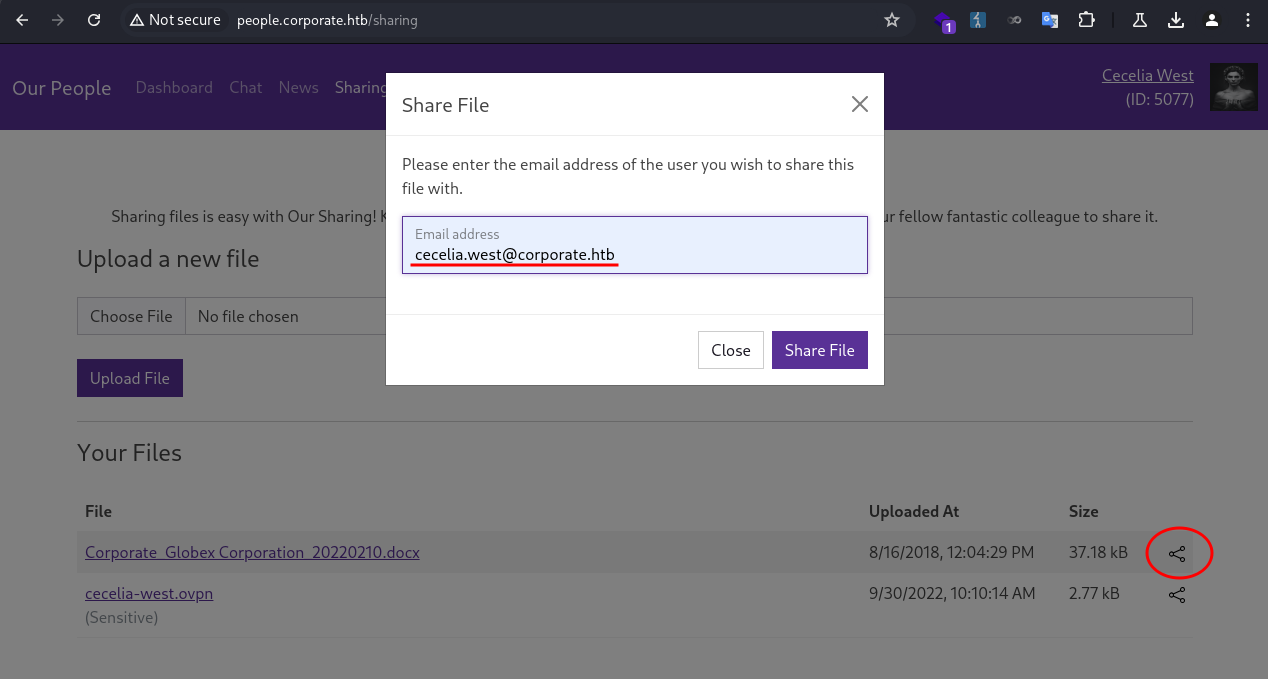 Not secure people.corporate.htb/sharing
1
Our People Dashboard Chat News Sharing
Cecelia West
(ID: 5077)
Share File
Please enter the email address of the user you wish to share this
file with.
Email address
cecelia.west@corporate.htb
Close Share File
Sharing files is easy with Our Sharing! K
ur fellow fantastic colleague to share it.
Upload a new file
Choose File No file chosen
Upload File
Your Files
File Uploaded At Size
Corporate_Globex Corporation_20220210.docx 8/16/2018, 12:04:29 PM 37.18 kB
cecelia-west.ovpn 9/30/2022, 10:10:14 AM 2.77 kB
(Sensitive)